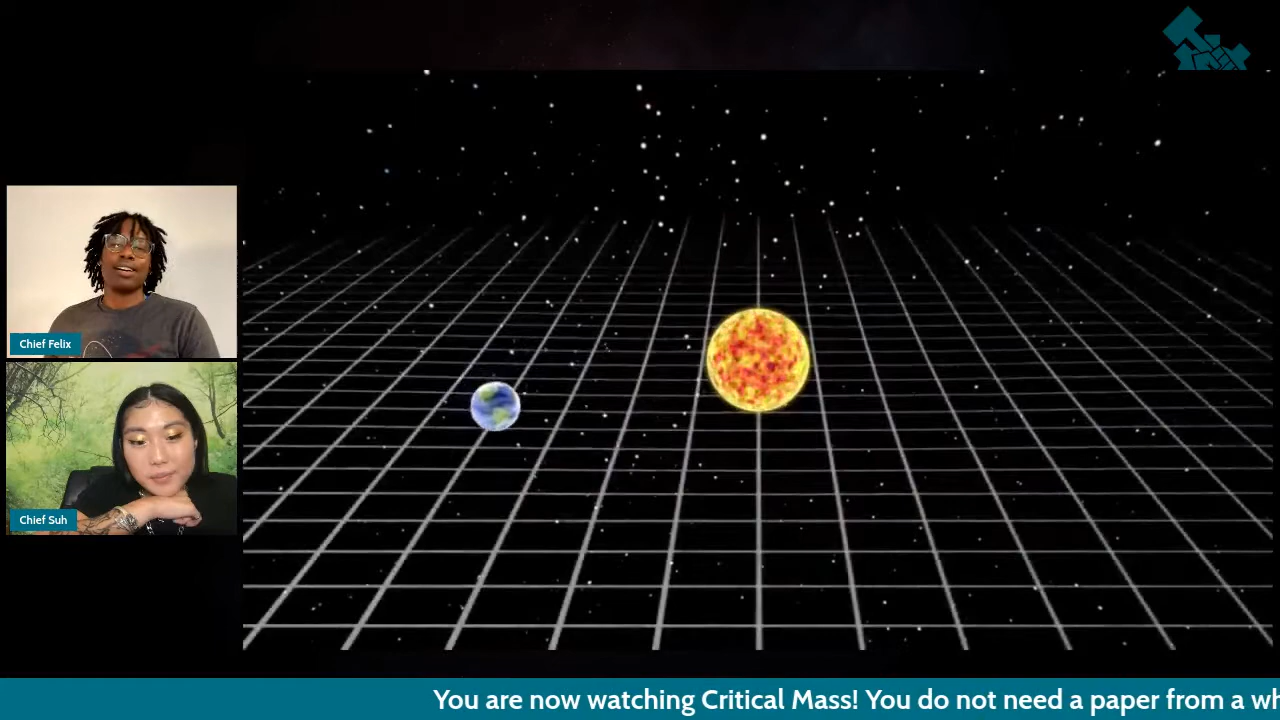 Chief Felix
Chief Suh
You are now watching Critical Mass! You do not need a paper from a wh